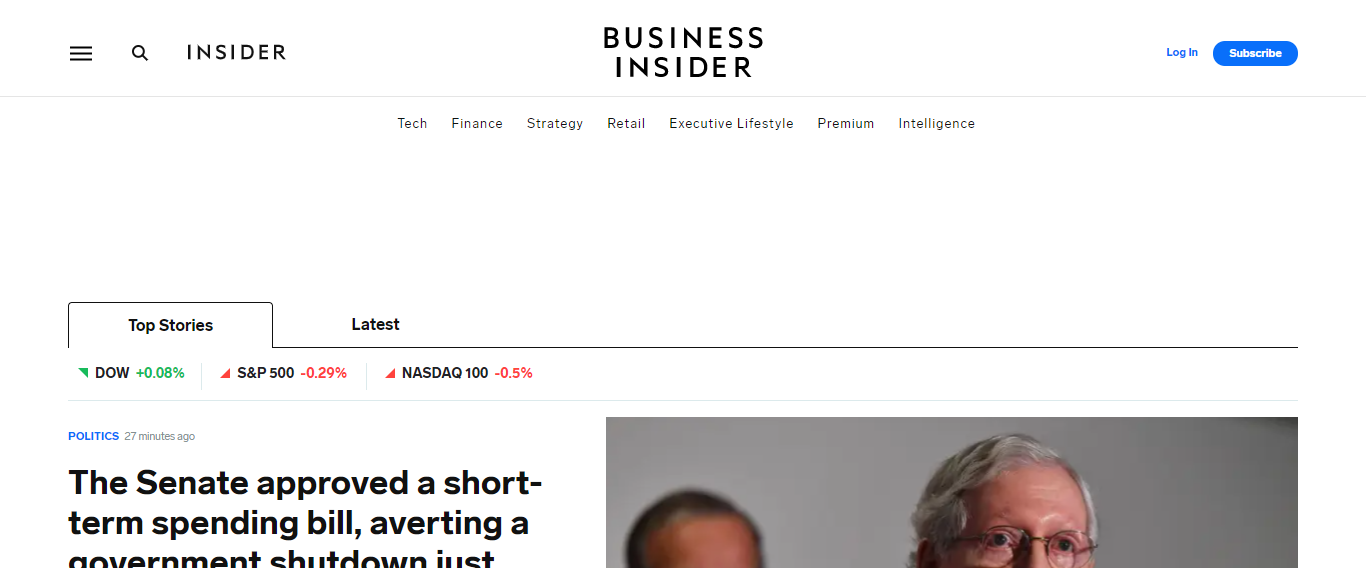 INSIDER
BUSINESS
INSIDER
Log In
Subscribe
Tech Finance Strategy Retail Executive Lifestyle Premium Intelligence
Top Stories
Latest
DOW +0.08% S&P 500 -0.29% NASDAQ 100 -0.5%
POLITICS 27 minutes ago
The Senate approved a short-
term spending bill, averting a
government shutdown just